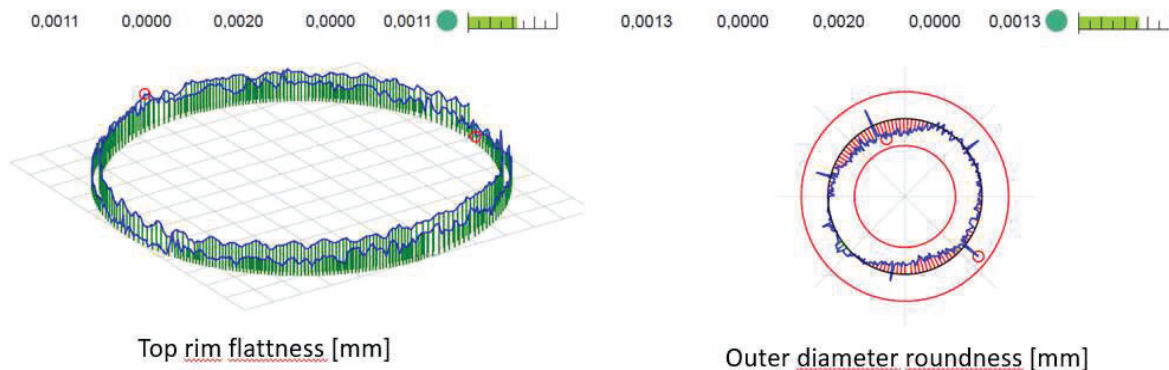 0,0011 0,0000 0,0020 0,0000 0,0011
0,0013 0,0000 0,0020 0,0000 0,0013
Top rim flattness [mm]
Outer diameter roundness [mm]